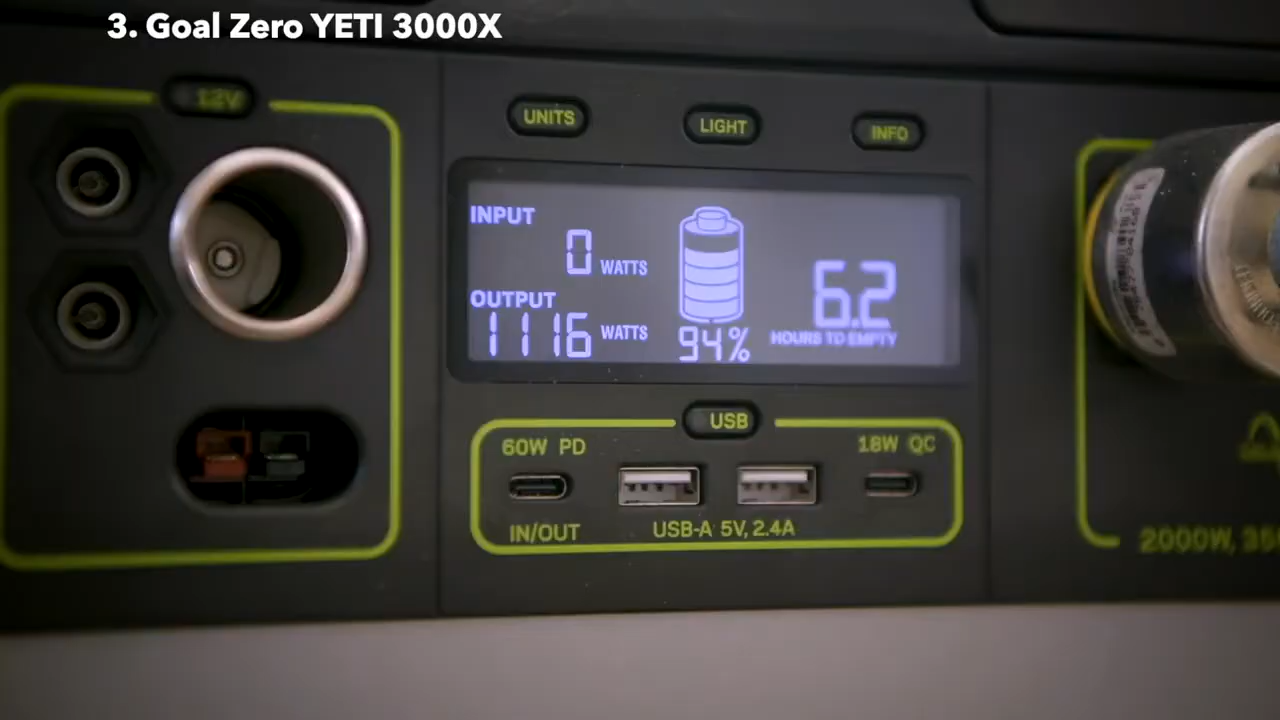 3. Goal Zero YETI 3000X
12V
UNITS
LIGHT
INFO
INPUT
0 WATTS
OUTPUT
1116 WATTS
94%
6.2
HOURS TO EMPTY
USB
60W PD
18W QC
IN/OUT
USB-A 5V, 2.4A
2000W, 35